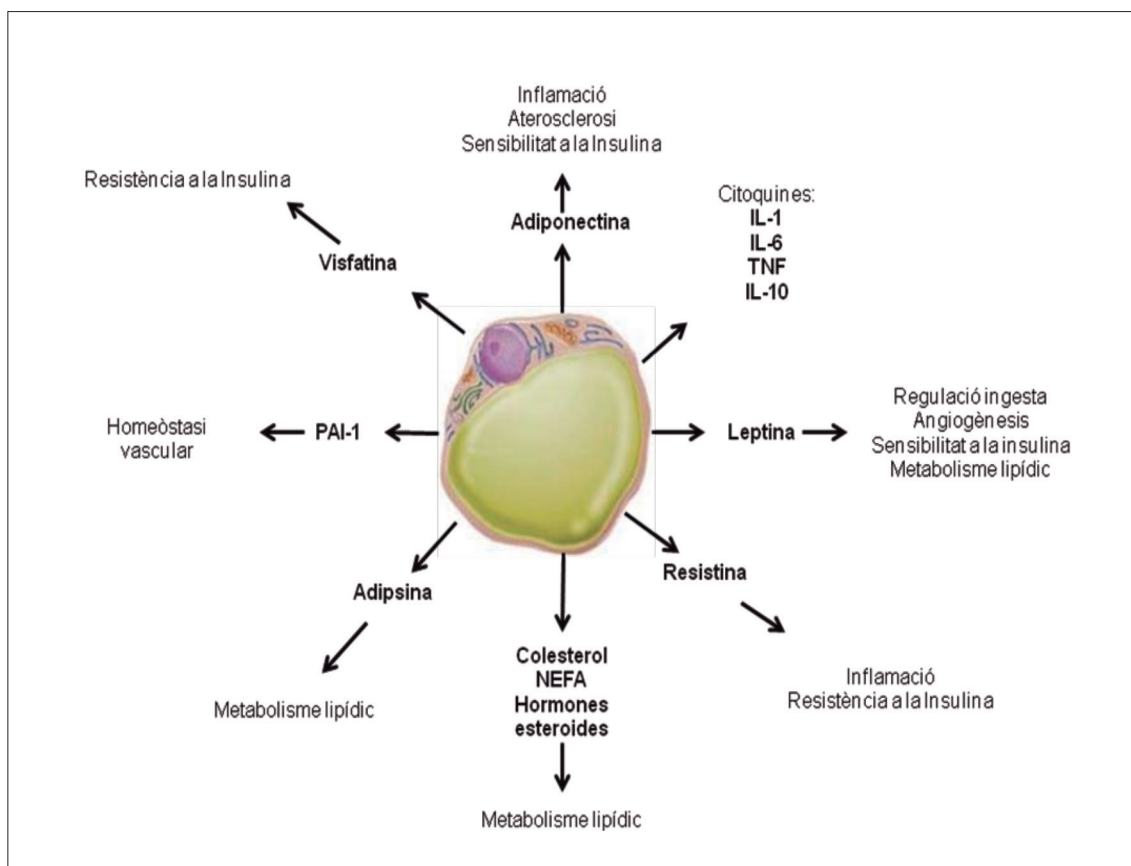 Inflamació
Aterosclerosi
Sensibilitat a la Insulina
Adiponectina
Citoquines:
IL-1
IL-6
TNF
IL-10
Resistència a la Insulina
Visfatina
Homeòstasi
vascular
PAI-1
Leptina
Regulació ingesta
Angiogènesis
Sensibilitat a la insulina
Metabolisme lipídic
Adipsina
Metabolisme lipídic
Resistina
Inflamació
Resistència a la Insulina
Colesterol
NEFA
Hormones
esteroides
Metabolisme lipídic